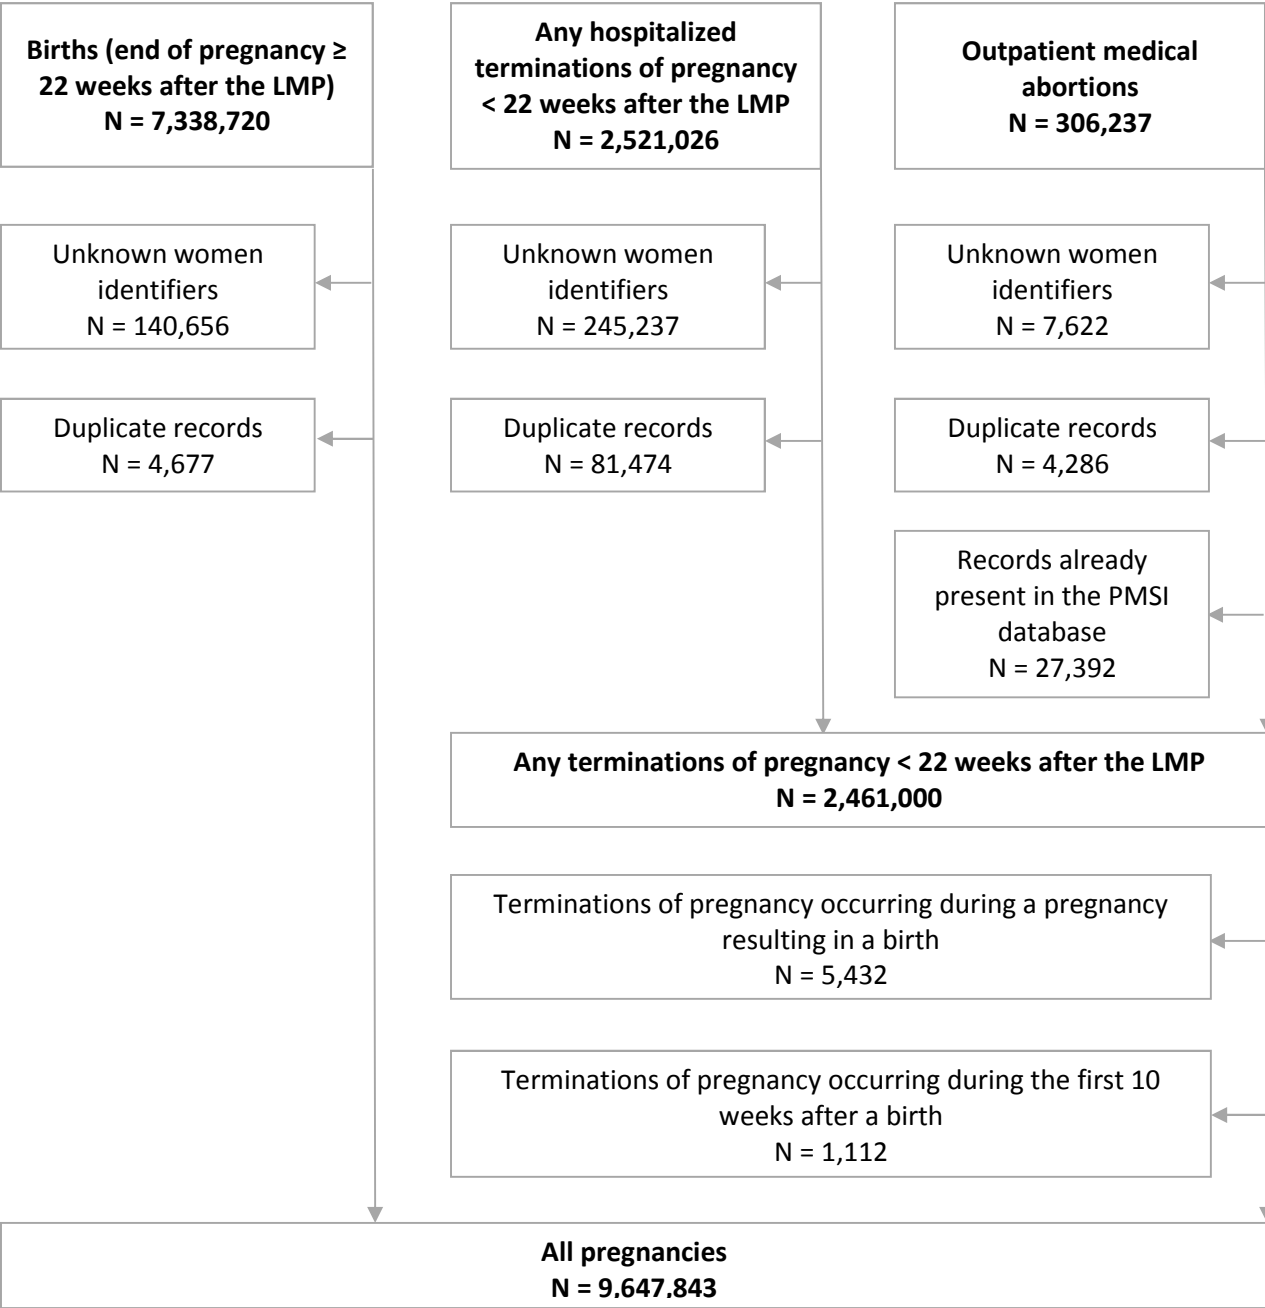 Births (end of pregnancy ≥
22 weeks after the LMP)
N = 7,338,720
Any hospitalized
terminations of pregnancy
< 22 weeks after the LMP
N = 2,521,026
Outpatient medical
abortions
N = 306,237
Unknown women
identifiers
N = 140,656
Unknown women
identifiers
N = 245,237
Unknown women
identifiers
N = 7,622
Duplicate records
N = 4,677
Duplicate records
N = 81,474
Duplicate records
N = 4,286
Records already
present in the PMSI
database
N = 27,392
Any terminations of pregnancy < 22 weeks after the LMP
N = 2,461,000
Terminations of pregnancy occurring during a pregnancy
resulting in a birth
N = 5,432
Terminations of pregnancy occurring during the first 10
weeks after a birth
N = 1,112
All pregnancies
N = 9,647,843